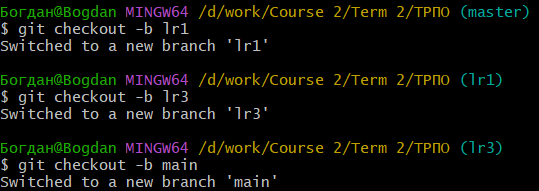 Богдан@Bogdan MINGW64 /d/work/Course 2/Term 2/ТРПО (master)
$ git checkout -b lr1
Switched to a new branch 'lr1'
Богдан@Bogdan MINGW64 /d/work/Course 2/Term 2/ТРПО (lr1)
$ git checkout -b lr3
Switched to a new branch 'lr3'
Богдан@Bogdan MINGW64 /d/work/Course 2/Term 2/ТРПО (lr3)
$ git checkout -b main
Switched to a new branch 'main'